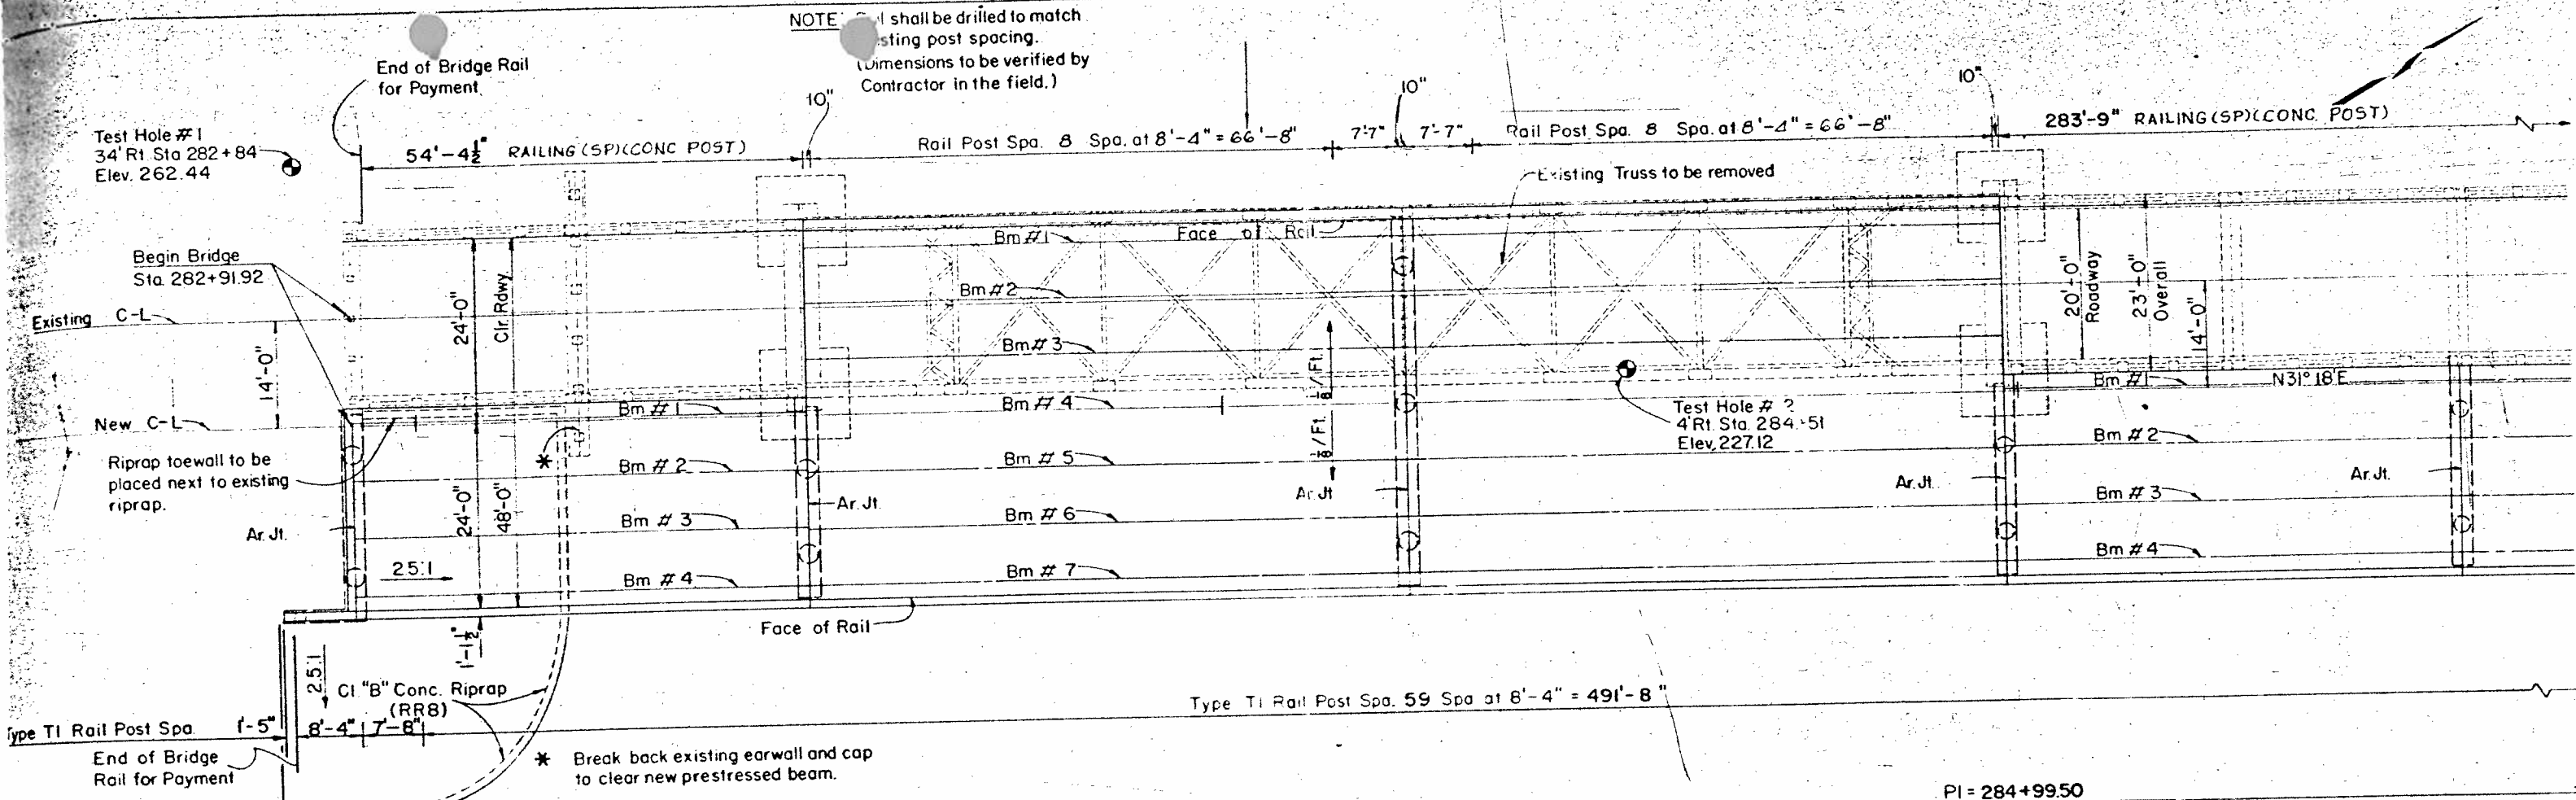 NOTE: shall be drilled to match
post spacing.
(Dimensions to be verified by
Contractor in the field.)
End of Bridge Rail
for Payment
Test Hole # 1
34' Rt. Sta 282+84
Elev. 262.44
54'-4½" RAILING (SP)(CONC POST)
10"
Rail Post Spa. 8 Spa. at 8'-4" = 66'-8"
7'-7"
10"
7'-7"
Rail Post Spa. 8 Spa. at 8'-4" = 66'-8"
10"
283'-9" RAILING (SP)(CONC. POST)
Existing Truss to be removed
Begin Bridge
Sta. 282+91.92
Existing C-L
14'-0"
24'-0"
Clr. Rdwy
Bm #1
Face of Rail
Bm #2
Bm # 3
Bm # 4
20'-0"
Roadway
23'-0"
Overall
14'-0"
Bm #1
N31° 18' E
New C-L
Riprap toewall to be
placed next to existing
riprap.
*
Bm # 1
Bm # 2
Bm # 3
Bm # 4
24'-0"
48'-0"
Ar. Jt.
25:1
Ar. Jt.
Bm # 5
Bm # 6
Bm # 7
⅛"/Ft.
⅛"/Ft.
Ar. Jt
Test Hole #
4' Rt. Sta. 284+51
Elev. 227.12
Ar. Jt.
Bm # 2
Bm # 3
Bm # 4
Ar. Jt.
Face of Rail
1'-1½"
2.5:1
Cl. "B" Conc. Riprap
(RR8)
Type T1 Rail Post Spa.
1'-5"
8'-4"
7'-8"
Type T1 Rail Post Spa. 59 Spa at 8'-4" = 491'-8"
End of Bridge
Rail for Payment
* Break back existing earwall and cap
to clear new prestressed beam.
PI = 284+99.50